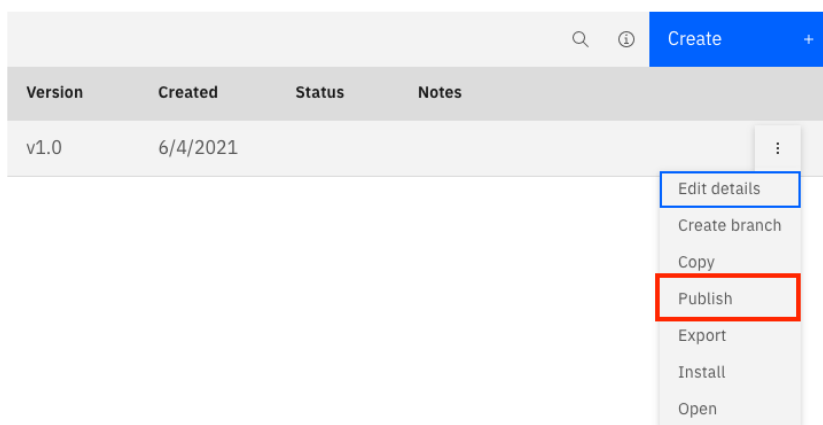 Create +
Version Created Status Notes
v1.0 6/4/2021
Edit details
Create branch
Copy
Publish
Export
Install
Open